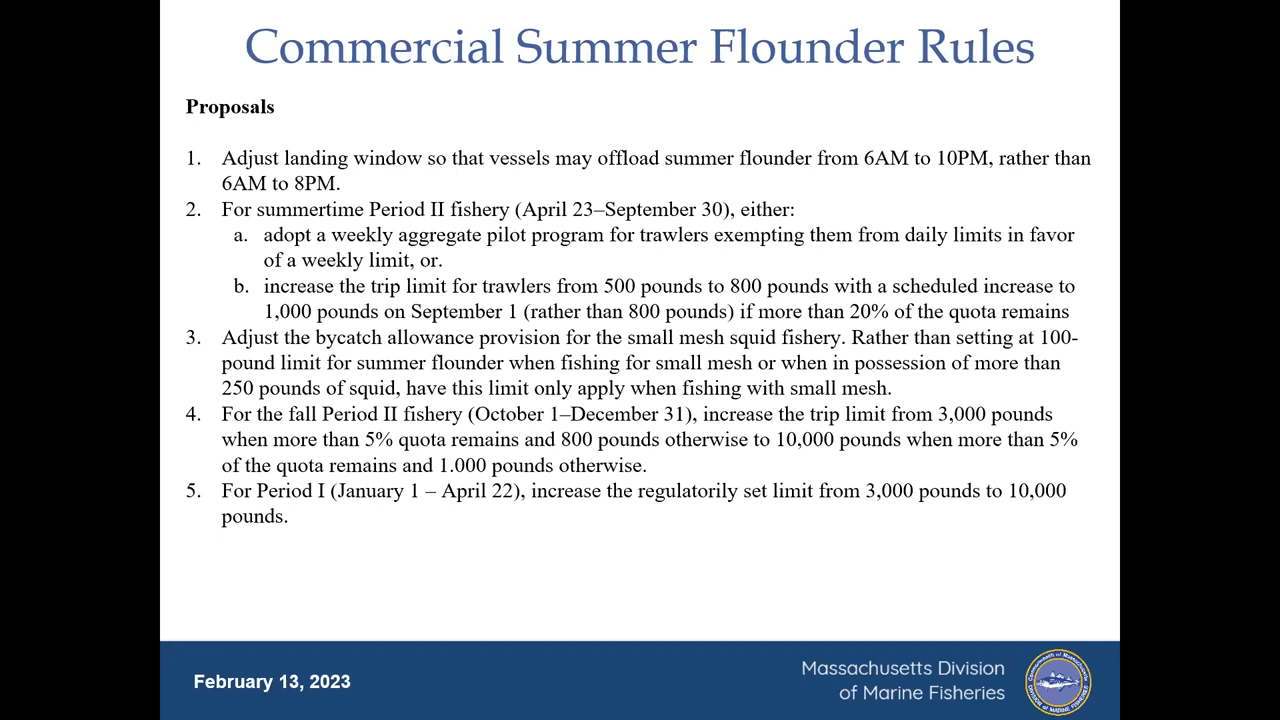 Commercial Summer Flounder Rules
Proposals
1. Adjust landing window so that vessels may offload summer flounder from 6AM to 10PM, rather than
6AM to 8PM.
2. For summertime Period II fishery (April 23–September 30), either:
a. adopt a weekly aggregate pilot program for trawlers exempting them from daily limits in favor
of a weekly limit, or.
b. increase the trip limit for trawlers from 500 pounds to 800 pounds with a scheduled increase to
1,000 pounds on September 1 (rather than 800 pounds) if more than 20% of the quota remains
3. Adjust the bycatch allowance provision for the small mesh squid fishery. Rather than setting at 100-
pound limit for summer flounder when fishing for small mesh or when in possession of more than
250 pounds of squid, have this limit only apply when fishing with small mesh.
4. For the fall Period II fishery (October 1–December 31), increase the trip limit from 3,000 pounds
when more than 5% quota remains and 800 pounds otherwise to 10,000 pounds when more than 5%
of the quota remains and 1.000 pounds otherwise.
5. For Period I (January 1 – April 22), increase the regulatorily set limit from 3,000 pounds to 10,000
pounds.
February 13, 2023
Massachusetts Division
of Marine Fisheries